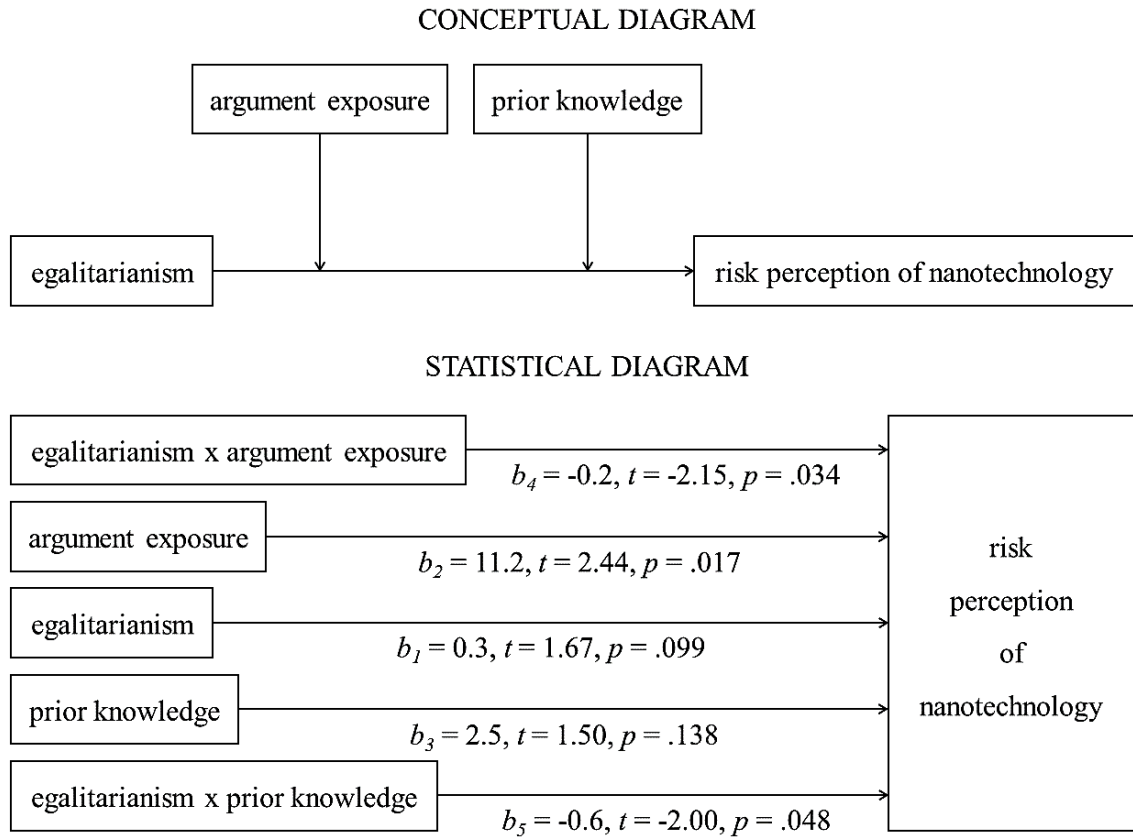 CONCEPTUAL DIAGRAM
argument exposure
prior knowledge
egalitarianism
risk perception of nanotechnology
STATISTICAL DIAGRAM
egalitarianism x argument exposure
b4 = -0.2, t = -2.15, p = .034
argument exposure
b2 = 11.2, t = 2.44, p = .017
egalitarianism
b1 = 0.3, t = 1.67, p = .099
prior knowledge
b3 = 2.5, t = 1.50, p = .138
egalitarianism x prior knowledge
b5 = -0.6, t = -2.00, p = .048
risk
perception
of
nanotechnology